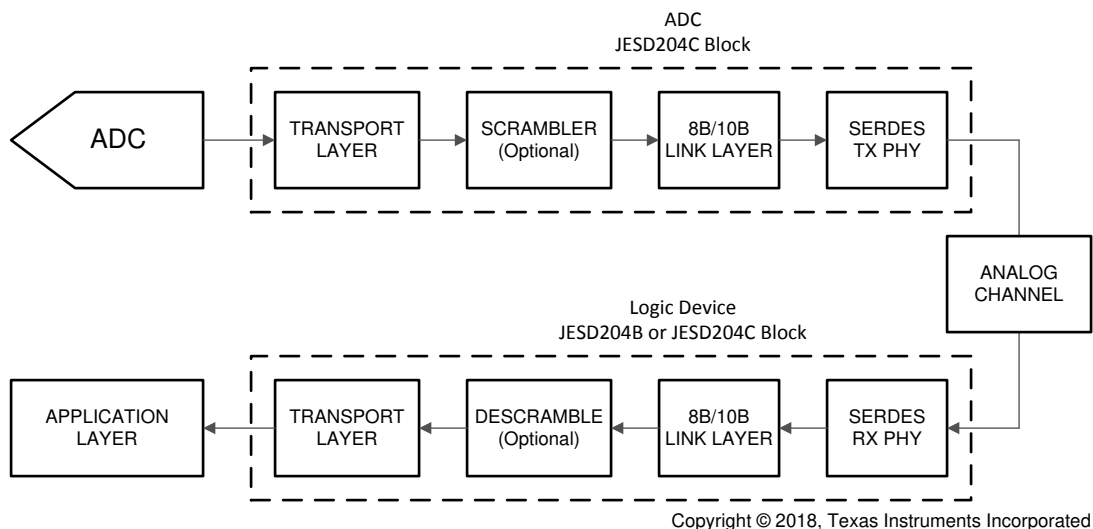 ADC
JESD204C Block
ADC
TRANSPORT
LAYER
SCRAMBLER
(Optional)
8B/10B
LINK LAYER
SERDES
TX PHY
ANALOG
CHANNEL
Logic Device
JESD204B or JESD204C Block
APPLICATION
LAYER
TRANSPORT
LAYER
DESCRAMBLE
(Optional)
8B/10B
LINK LAYER
SERDES
RX PHY
Copyright © 2018, Texas Instruments Incorporated